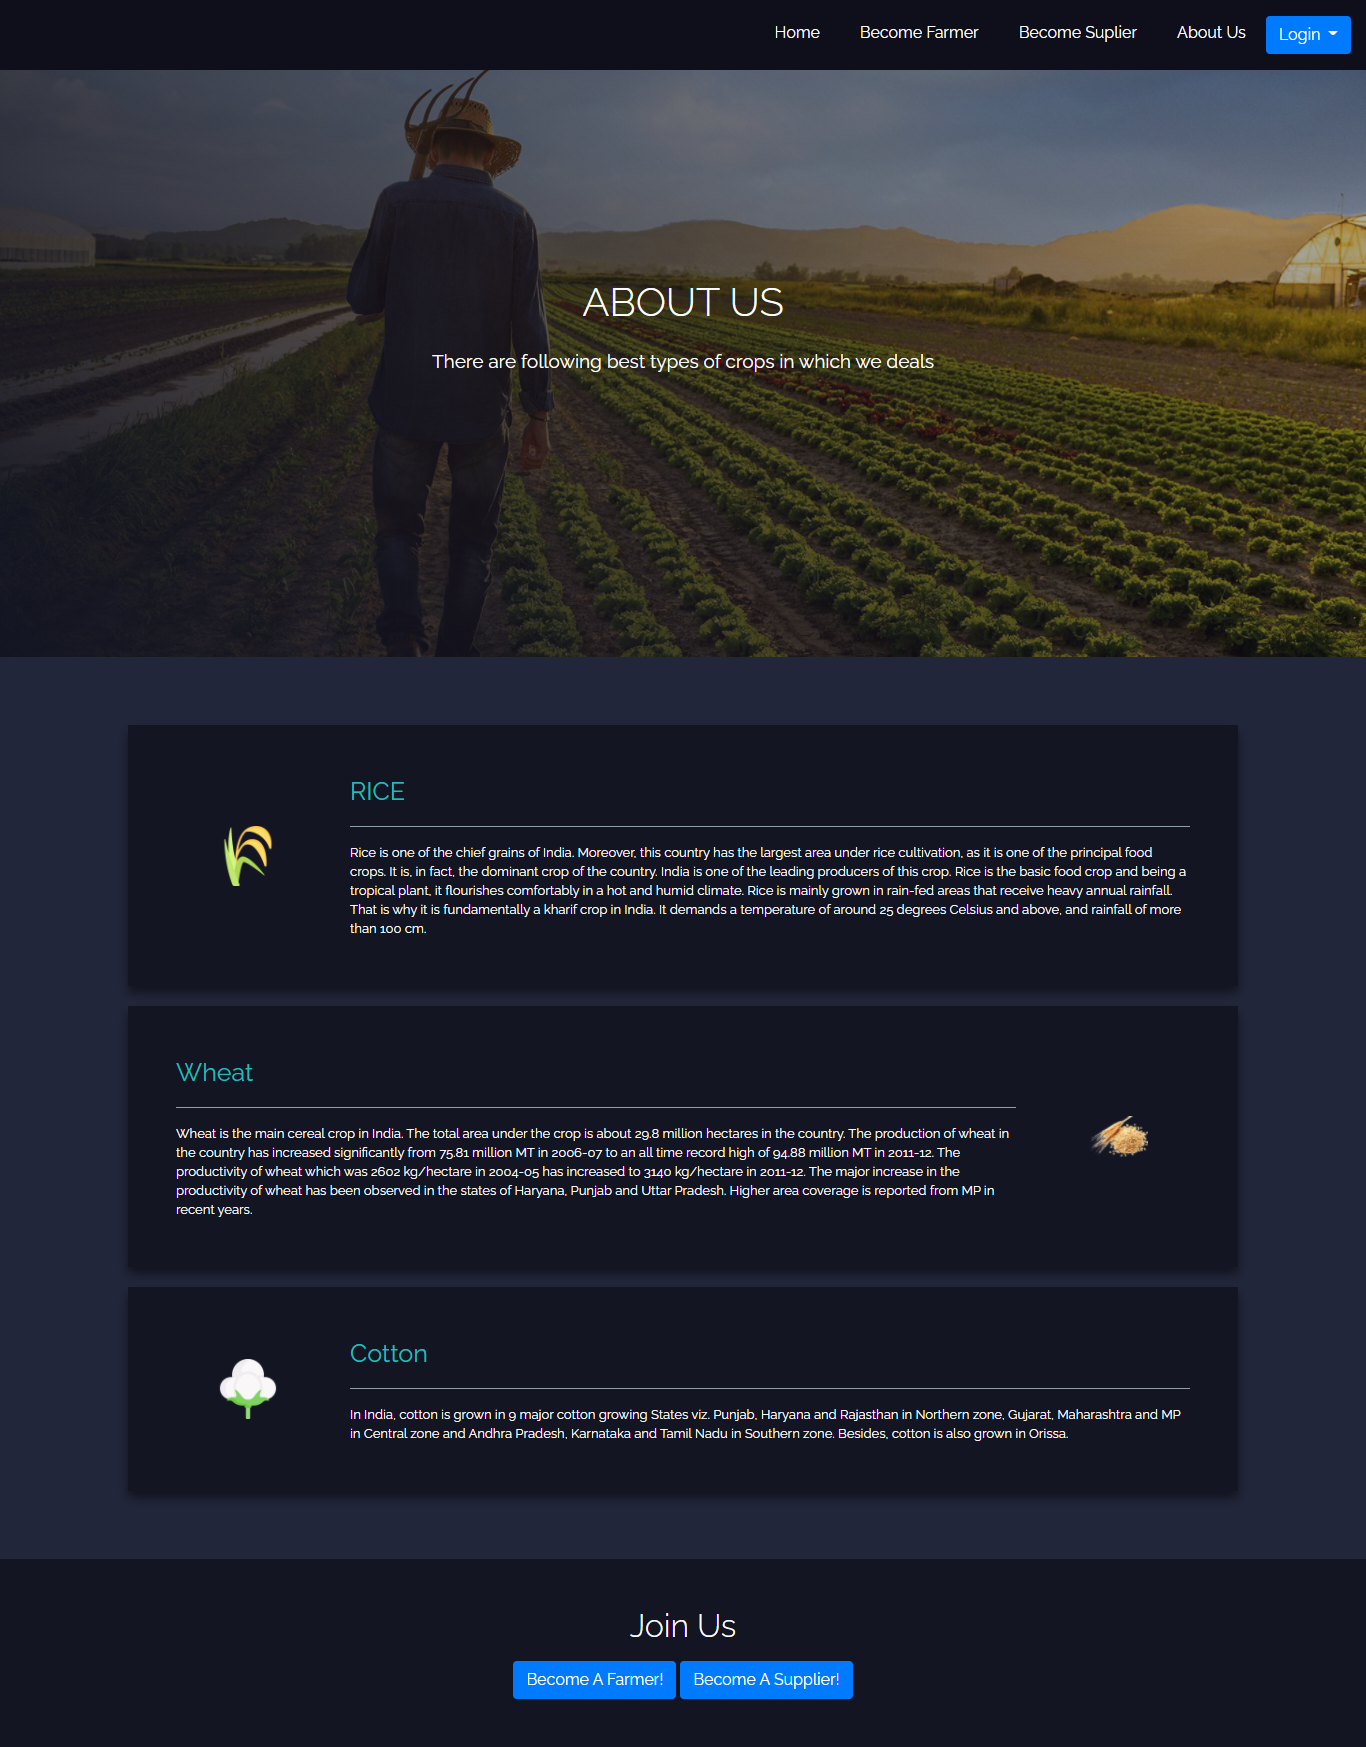 Home Become Farmer Become Suplier About Us Login
ABOUT US
There are following best types of crops in which we deals
RICE
Rice is one of the chief grains of India. Moreover, this country has the largest area under rice cultivation, as it is one of the principal food
crops. It is, in fact, the dominant crop of the country. India is one of the leading producers of this crop. Rice is the basic food crop and being a
tropical plant, it flourishes comfortably in a hot and humid climate. Rice is mainly grown in rain-fed areas that receive heavy annual rainfall.
That is why it is fundamentally a kharif crop in India. It demands a temperature of around 25 degrees Celsius and above, and rainfall of more
than 100 cm.
Wheat
Wheat is the main cereal crop in India. The total area under the crop is about 29.8 million hectares in the country. The production of wheat in
the country has increased significantly from 75.81 million MT in 2006-07 to an all time record high of 94.88 million MT in 2011-12. The
productivity of wheat which was 2602 kg/hectare in 2004-05 has increased to 3140 kg/hectare in 2011-12. The major increase in the
productivity of wheat has been observed in the states of Haryana, Punjab and Uttar Pradesh. Higher area coverage is reported from MP in
recent years.
Cotton
In India, cotton is grown in 9 major cotton growing States viz. Punjab, Haryana and Rajasthan in Northern zone, Gujarat, Maharashtra and MP
in Central zone and Andhra Pradesh, Karnataka and Tamil Nadu in Southern zone. Besides, cotton is also grown in Orissa.
Join Us
Become A Farmer! Become A Supplier!